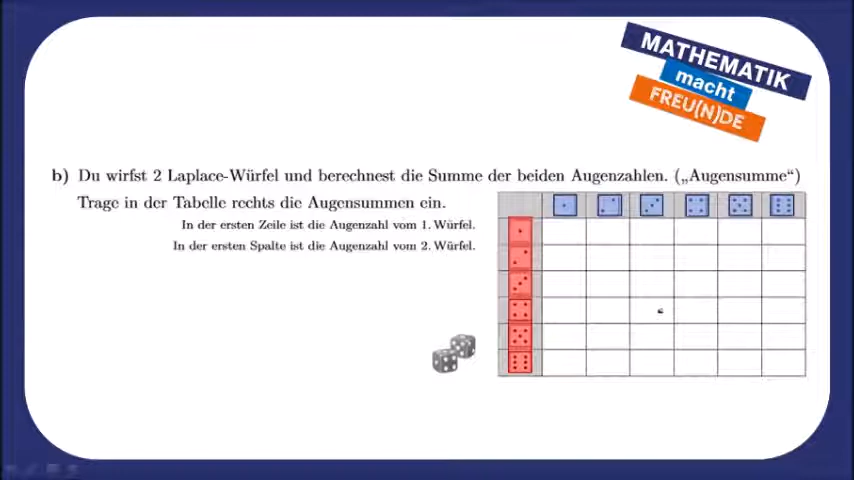 MATHEMATIK
macht
FREU(N)DE
b) Du wirfst 2 Laplace-Würfel und berechnest die Summe der beiden Augenzahlen. („Augensumme“)
Trage in der Tabelle rechts die Augensummen ein.
In der ersten Zeile ist die Augenzahl vom 1. Würfel.
In der ersten Spalte ist die Augenzahl vom 2. Würfel.